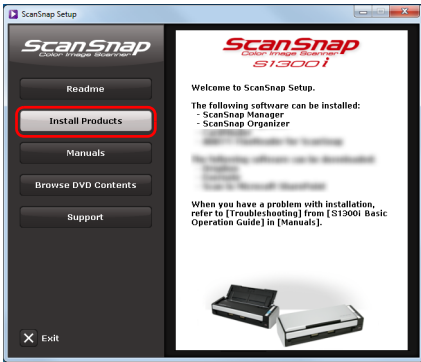 ScanSnap Setup
ScanSnap
Color Image Scanner
Readme
Install Products
Manuals
Browse DVD Contents
Support
Exit
ScanSnap
Color Image Scanner
S1300i
Welcome to ScanSnap Setup.
The following software can be installed:
- ScanSnap Manager
- ScanSnap Organizer
When you have a problem with installation,
refer to [Troubleshooting] from [S1300i Basic
Operation Guide] in [Manuals].